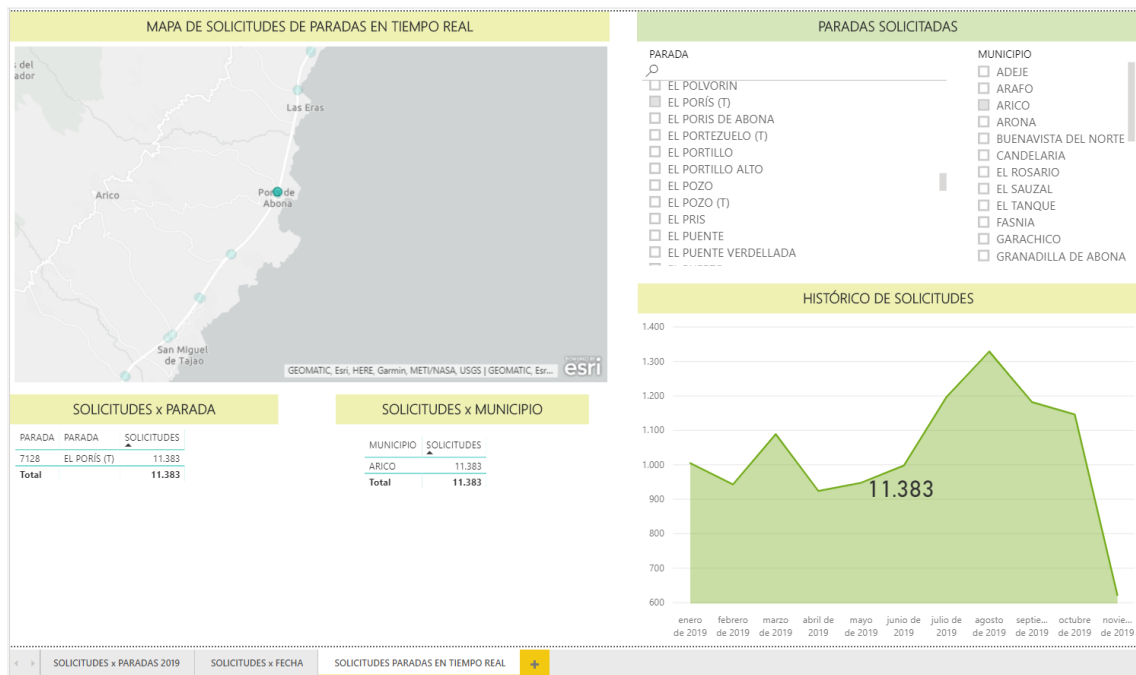 MAPA DE SOLICITUDES DE PARADAS EN TIEMPO REAL
s del
ador
Las Eras
Arico
Porís de
Abona
San Miguel
de Tajao
GEOMATIC, Esri, HERE, Garmin, METI/NASA, USGS | GEOMATIC, Esr...
POWERED BY
esri
PARADAS SOLICITADAS
PARADA
EL POLVORIN
EL PORÍS (T)
EL PORIS DE ABONA
EL PORTEZUELO (T)
EL PORTILLO
EL PORTILLO ALTO
EL POZO
EL POZO (T)
EL PRIS
EL PUENTE
EL PUENTE VERDELLADA
MUNICIPIO
ADEJE
ARAFO
ARICO
ARONA
BUENAVISTA DEL NORTE
CANDELARIA
EL ROSARIO
EL SAUZAL
EL TANQUE
FASNIA
GARACHICO
GRANADILLA DE ABONA
SOLICITUDES x PARADA
PARADA PARADA SOLICITUDES
7128 EL PORÍS (T) 11.383
Total 11.383
SOLICITUDES x MUNICIPIO
MUNICIPIO SOLICITUDES
ARICO 11.383
Total 11.383
HISTÓRICO DE SOLICITUDES
1.400
1.300
1.200
1.100
1.000
900
800
700
600
11.383
enero de 2019
febrero de 2019
marzo de 2019
abril de 2019
mayo de 2019
junio de 2019
julio de 2019
agosto de 2019
septie... de 2019
octubre de 2019
novie... de 2019
SOLICITUDES x PARADAS 2019
SOLICITUDES x FECHA
SOLICITUDES PARADAS EN TIEMPO REAL
+